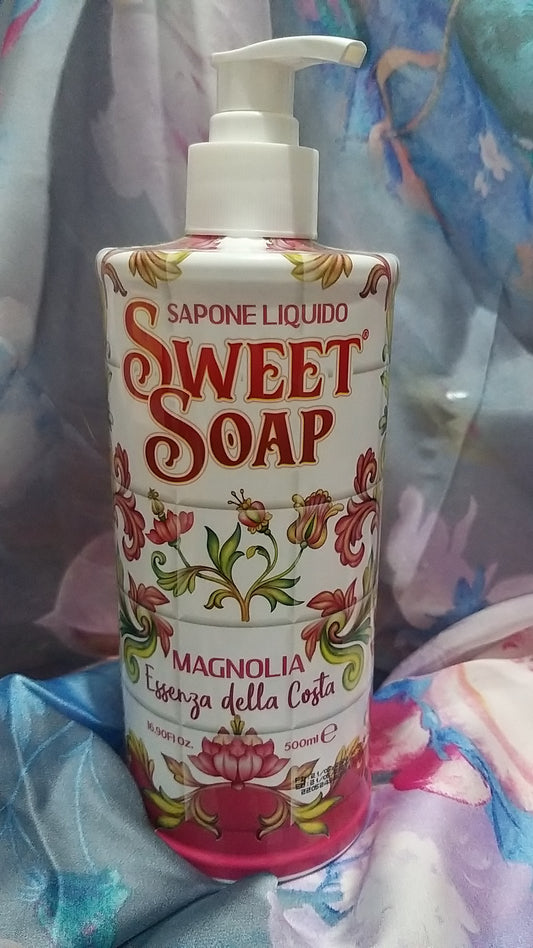 SAPONE LIQUIDO
SWEET®
SOAP
MAGNOLIA
Essenza della Costa
16.90Fl Oz.
500ml ℮